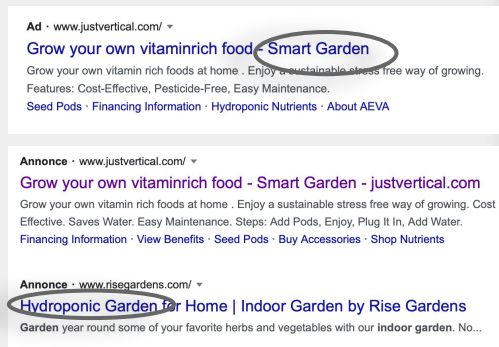 Ad · www.justvertical.com/
Grow your own vitaminrich food - Smart Garden
Grow your own vitamin rich foods at home . Enjoy a sustainable stress free way of growing.
Features: Cost-Effective, Pesticide-Free, Easy Maintenance.
Seed Pods · Financing Information · Hydroponic Nutrients · About AEVA
Annonce · www.justvertical.com/
Grow your own vitaminrich food - Smart Garden - justvertical.com
Grow your own vitamin rich foods at home . Enjoy a sustainable stress free way of growing. Cost
Effective. Saves Water. Easy Maintenance. Steps: Add Pods, Enjoy, Plug It In, Add Water.
Financing Information · View Benefits · Seed Pods · Buy Accessories · Shop Nutrients
Annonce · www.risegardens.com/
Hydroponic Garden for Home | Indoor Garden by Rise Gardens
Garden year round some of your favorite herbs and vegetables with our indoor garden. No...